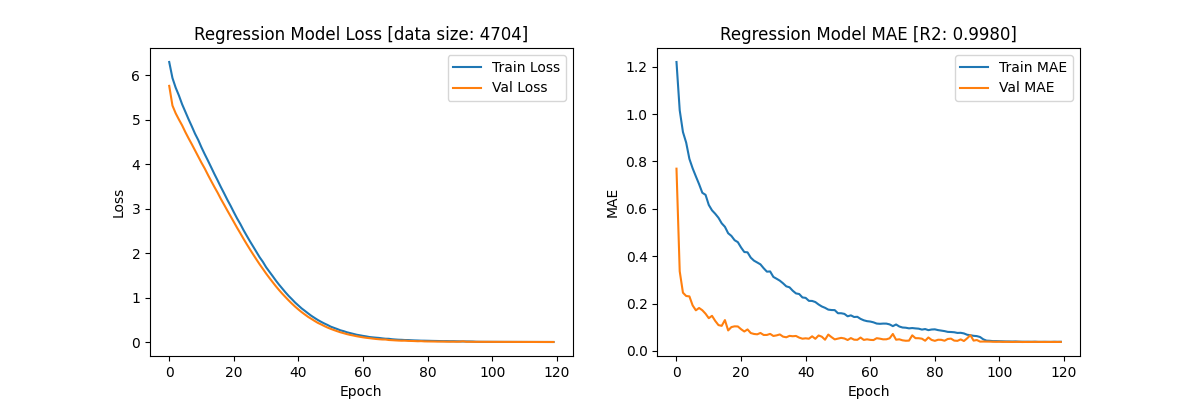 Regression Model Loss [data size: 4704]
Train Loss
Val Loss
6
5
4
3
2
1
0
Loss
0
20
40
60
80
100
120
Epoch
Regression Model MAE [R2: 0.9980]
Train MAE
Val MAE
1.2
1.0
0.8
0.6
0.4
0.2
0.0
MAE
0
20
40
60
80
100
120
Epoch